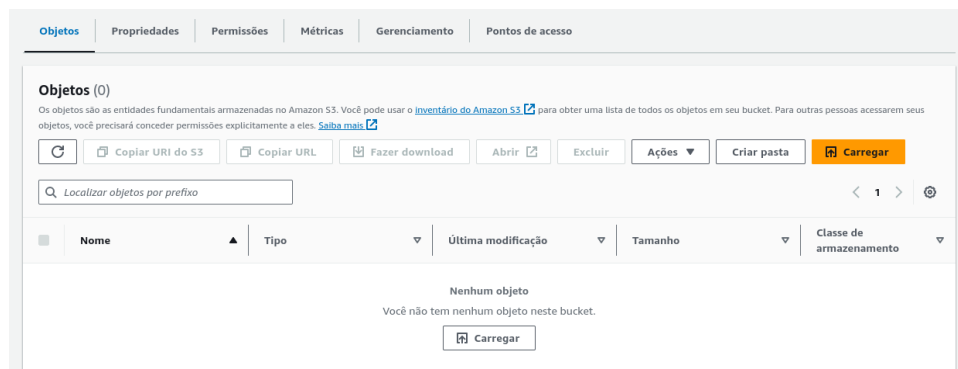 Objetos
Propriedades
Permissões
Métricas
Gerenciamento
Pontos de acesso
Objetos (0)
Os objetos são as entidades fundamentais armazenadas no Amazon S3. Você pode usar o inventário do Amazon S3 para obter uma lista de todos os objetos em seu bucket. Para outras pessoas acessarem seus
objetos, você precisará conceder permissões explicitamente a eles. Saiba mais
Copiar URI do S3
Copiar URL
Fazer download
Abrir
Excluir
Ações
Criar pasta
Carregar
Localizar objetos por prefixo
1
Nome
Tipo
Última modificação
Tamanho
Classe de
armazenamento
Nenhum objeto
Você não tem nenhum objeto neste bucket.
Carregar